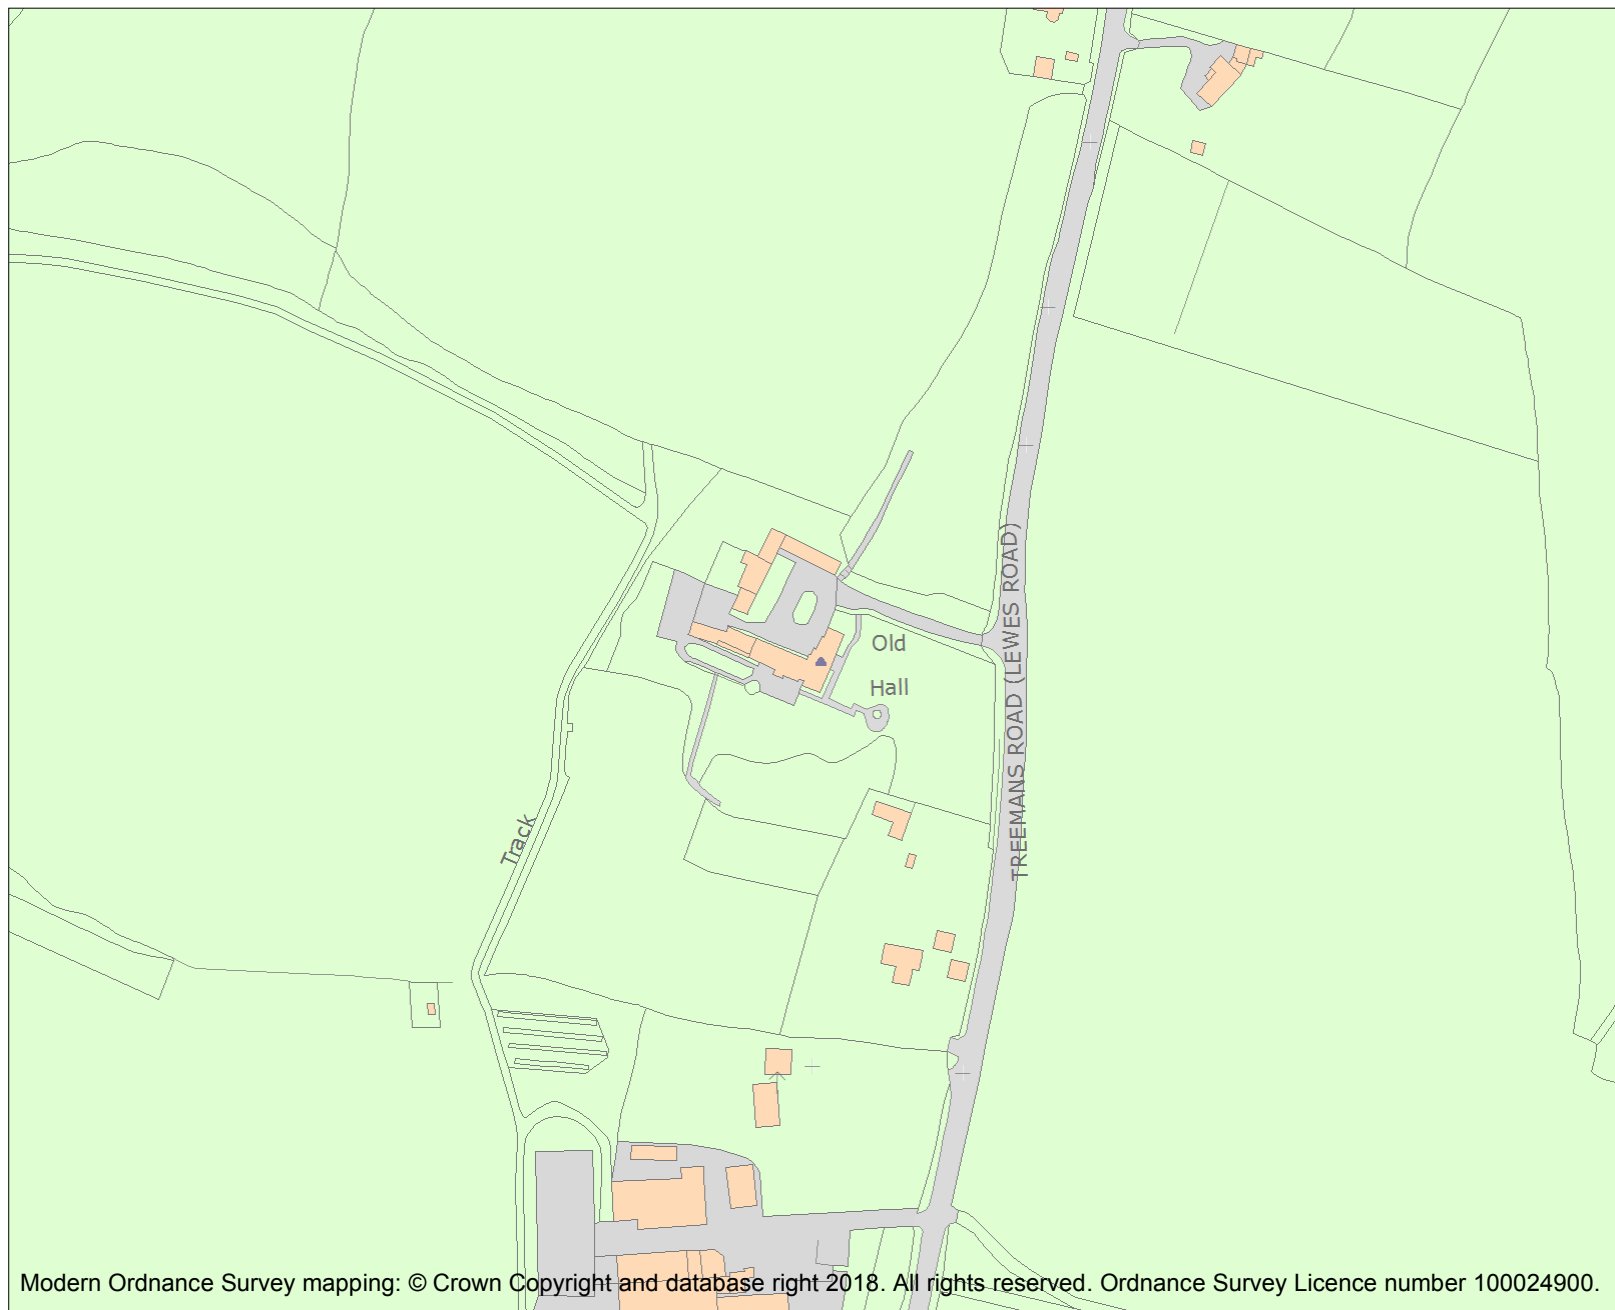 TREEMANS ROAD (LEWES ROAD)
Old
Hall
Track
Modern Ordnance Survey mapping: © Crown Copyright and database right 2018. All rights reserved. Ordnance Survey Licence number 100024900.